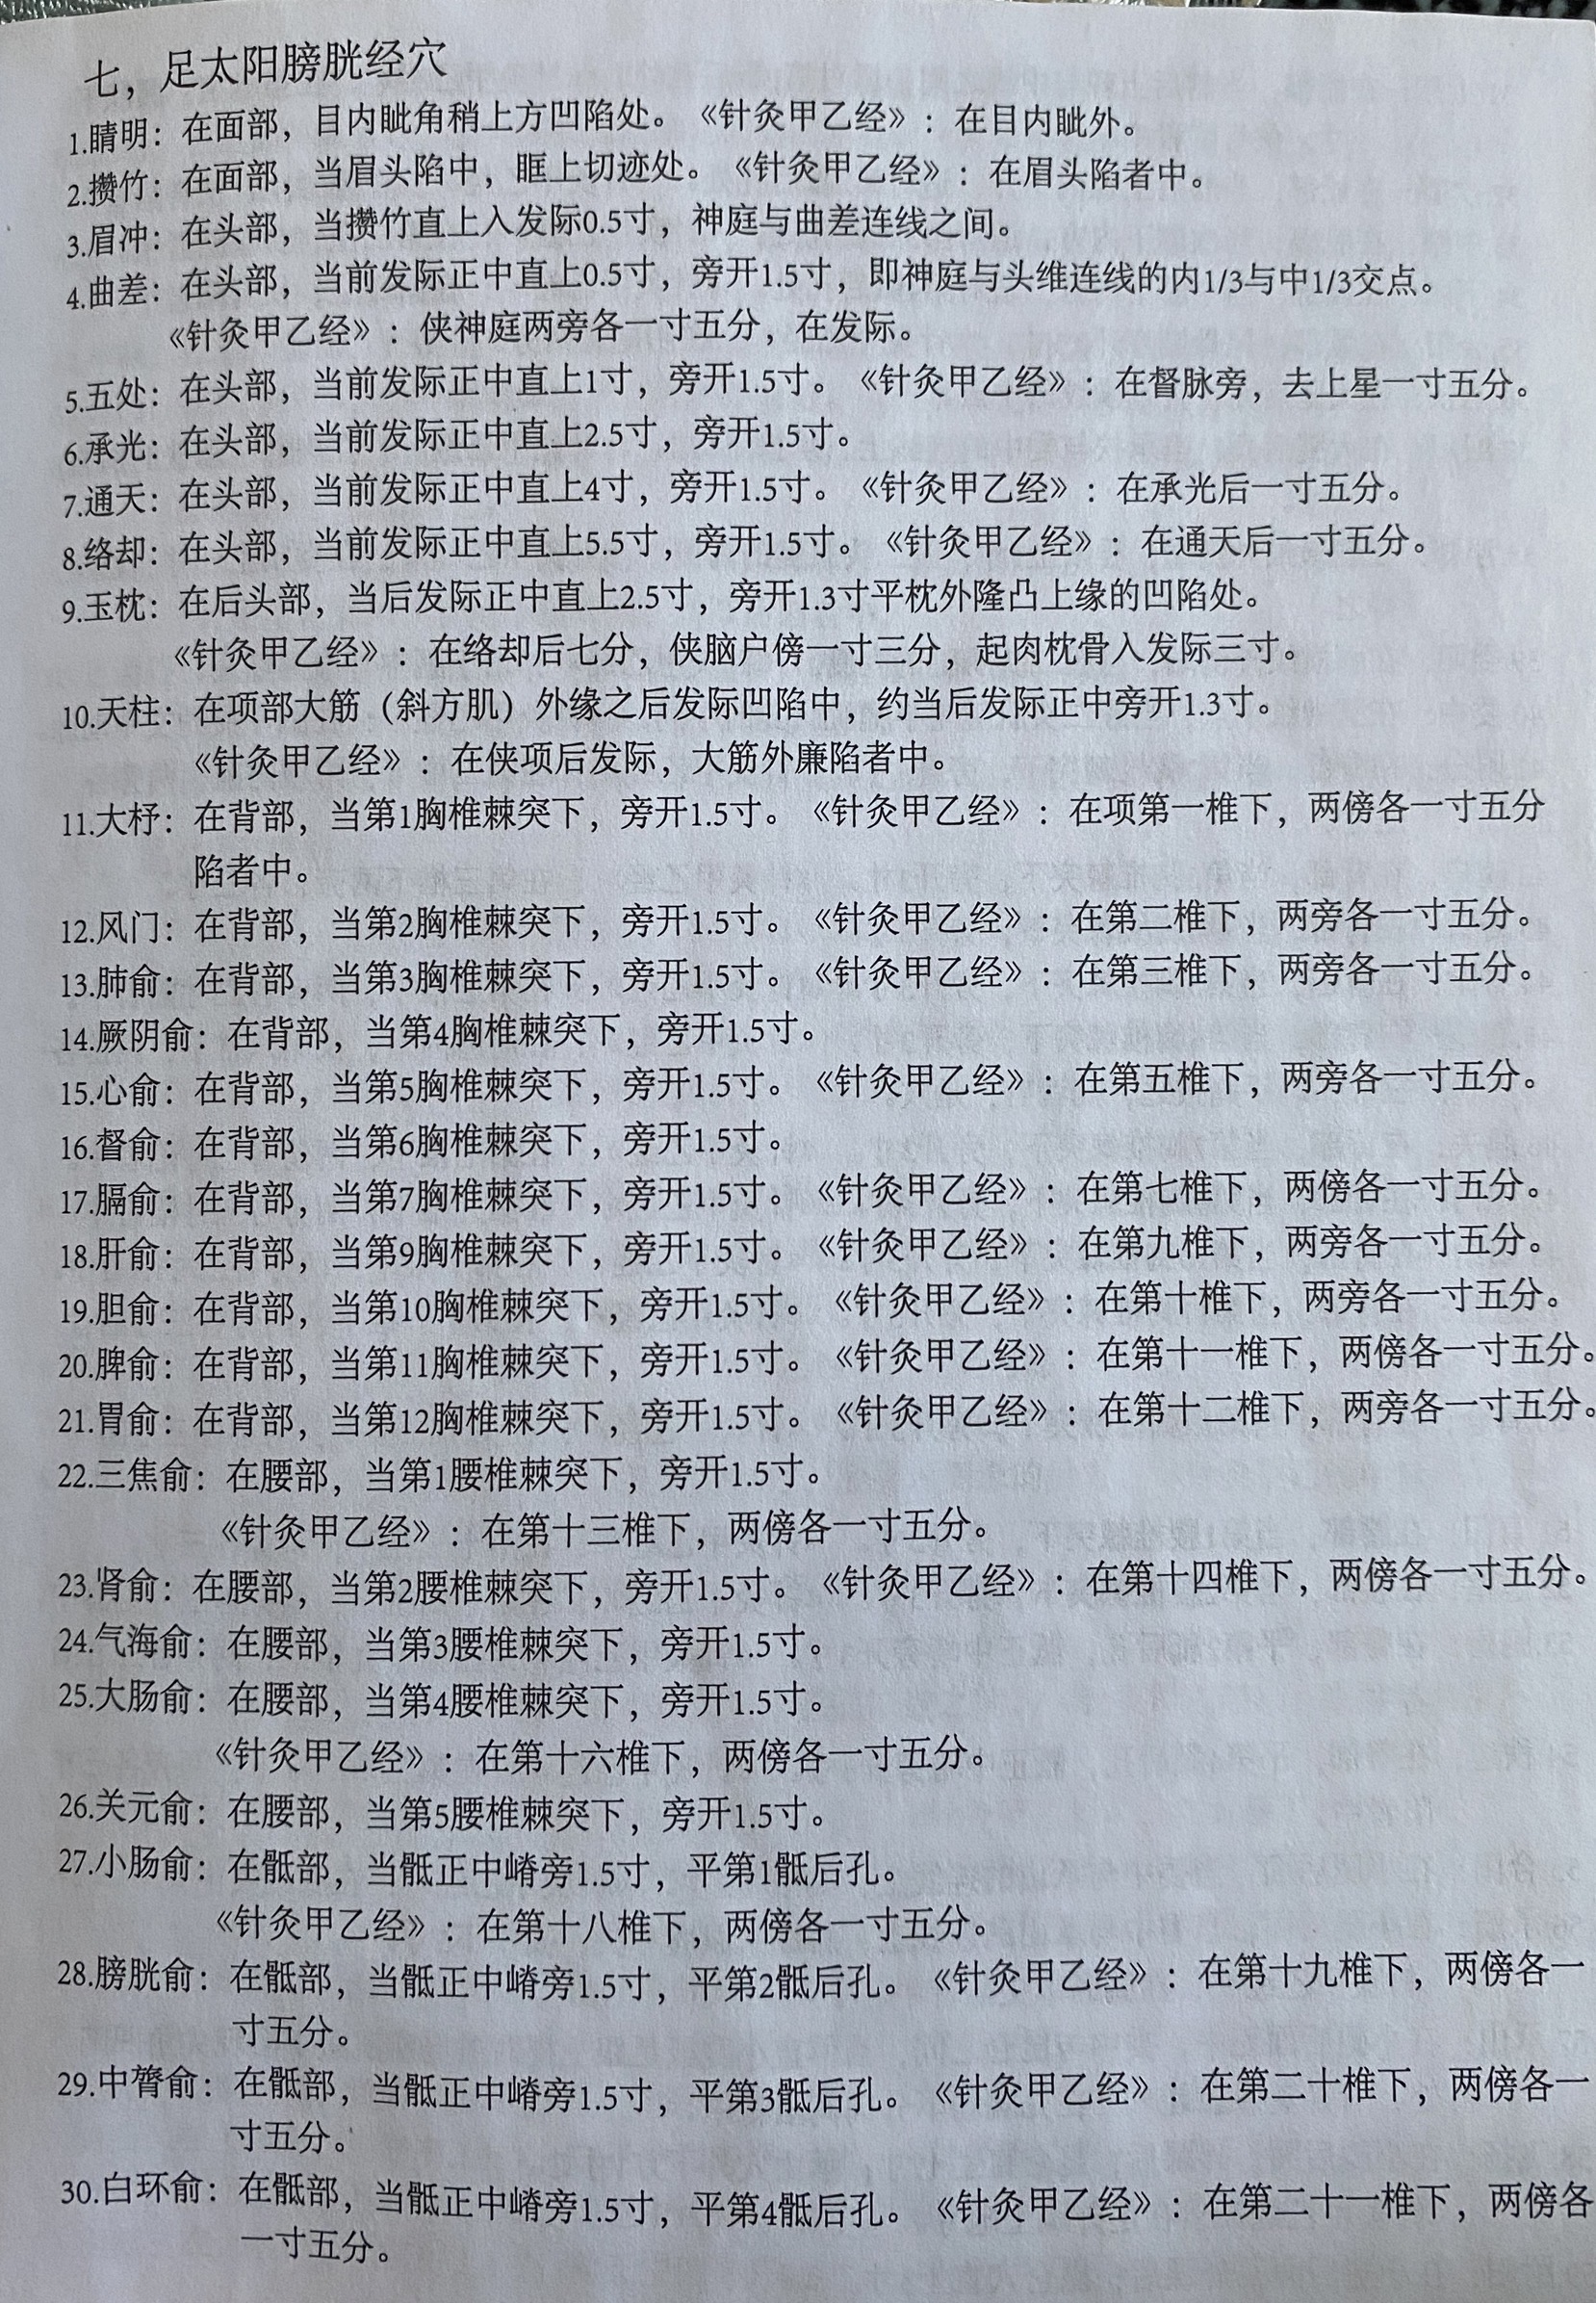 七，足太阳膀胱经穴
1.睛明：在面部，目内眦角稍上方凹陷处。《针灸甲乙经》：在目内眦外。
2.攒竹：在面部，当眉头陷中，眶上切迹处。《针灸甲乙经》：在眉头陷者中。
3.眉冲：在头部，当攒竹直上入发际0.5寸，神庭与曲差连线之间。
4.曲差：在头部，当前发际正中直上0.5寸，旁开1.5寸，即神庭与头维连线的内1/3与中1/3交点。
《针灸甲乙经》：侠神庭两旁各一寸五分，在发际。
5.五处：在头部，当前发际正中直上1寸，旁开1.5寸。《针灸甲乙经》：在督脉旁，去上星一寸五分。
6.承光：在头部，当前发际正中直上2.5寸，旁开1.5寸。
7.通天：在头部，当前发际正中直上4寸，旁开1.5寸。《针灸甲乙经》：在承光后一寸五分。
8.络却：在头部，当前发际正中直上5.5寸，旁开1.5寸。《针灸甲乙经》：在通天后一寸五分。
9.玉枕：在后头部，当后发际正中直上2.5寸，旁开1.3寸平枕外隆凸上缘的凹陷处。
《针灸甲乙经》：在络却后七分，侠脑户傍一寸三分，起肉枕骨入发际三寸。
10.天柱：在项部大筋（斜方肌）外缘之后发际凹陷中，约当后发际正中旁开1.3寸。
《针灸甲乙经》：在侠项后发际，大筋外廉陷者中。
11.大杼：在背部，当第1胸椎棘突下，旁开1.5寸。《针灸甲乙经》：在项第一椎下，两傍各一寸五分
陷者中。
12.风门：在背部，当第2胸椎棘突下，旁开1.5寸。《针灸甲乙经》：在第二椎下，两旁各一寸五分。
13.肺俞：在背部，当第3胸椎棘突下，旁开1.5寸。《针灸甲乙经》：在第三椎下，两旁各一寸五分。
14.厥阴俞：在背部，当第4胸椎棘突下，旁开1.5寸。
15.心俞：在背部，当第5胸椎棘突下，旁开1.5寸。《针灸甲乙经》：在第五椎下，两旁各一寸五分。
16.督俞：在背部，当第6胸椎棘突下，旁开1.5寸。
17.膈俞：在背部，当第7胸椎棘突下，旁开1.5寸。《针灸甲乙经》：在第七椎下，两傍各一寸五分。
18.肝俞：在背部，当第9胸椎棘突下，旁开1.5寸。《针灸甲乙经》：在第九椎下，两旁各一寸五分。
19.胆俞：在背部，当第10胸椎棘突下，旁开1.5寸。《针灸甲乙经》：在第十椎下，两旁各一寸五分。
20.脾俞：在背部，当第11胸椎棘突下，旁开1.5寸。《针灸甲乙经》：在第十一椎下，两傍各一寸五分。
21.胃俞：在背部，当第12胸椎棘突下，旁开1.5寸。《针灸甲乙经》：在第十二椎下，两旁各一寸五分。
22.三焦俞：在腰部，当第1腰椎棘突下，旁开1.5寸。
《针灸甲乙经》：在第十三椎下，两傍各一寸五分。
23.肾俞：在腰部，当第2腰椎棘突下，旁开1.5寸。《针灸甲乙经》：在第十四椎下，两傍各一寸五分。
24.气海俞：在腰部，当第3腰椎棘突下，旁开1.5寸。
25.大肠俞：在腰部，当第4腰椎棘突下，旁开1.5寸。
《针灸甲乙经》：在第十六椎下，两傍各一寸五分。
26.关元俞：在腰部，当第5腰椎棘突下，旁开1.5寸。
27.小肠俞：在骶部，当骶正中嵴旁1.5寸，平第1骶后孔。
《针灸甲乙经》：在第十八椎下，两傍各一寸五分。
28.膀胱俞：在骶部，当骶正中嵴旁1.5寸，平第2骶后孔。《针灸甲乙经》：在第十九椎下，两傍各一
寸五分。
29.中膂俞：在骶部，当骶正中嵴旁1.5寸，平第3骶后孔。《针灸甲乙经》：在第二十椎下，两傍各一
寸五分。
30.白环俞：在骶部，当骶正中嵴旁1.5寸，平第4骶后孔。《针灸甲乙经》：在第二十一椎下，两傍各
一寸五分。